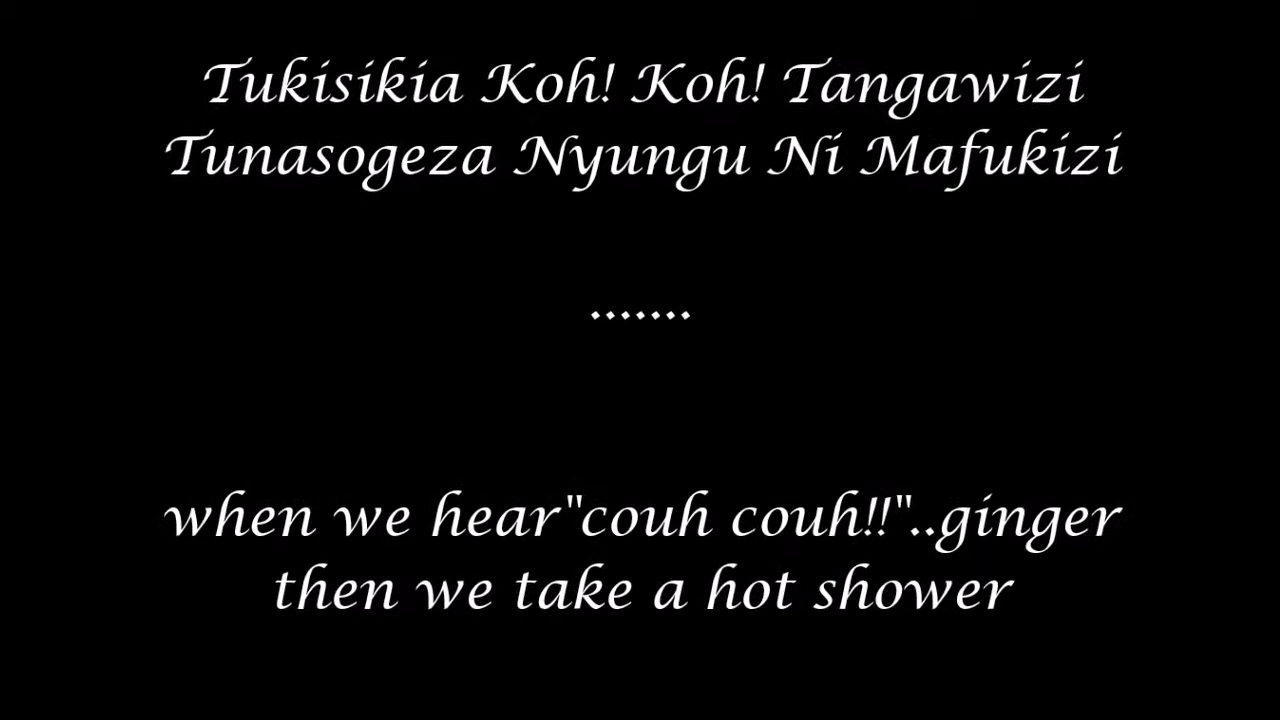 Tukisikia Koh! Koh! Tangawizi
Tunasogeza Nyungu Ni Mafukizi
.......
when we hear"couh couh!!"..ginger
then we take a hot shower